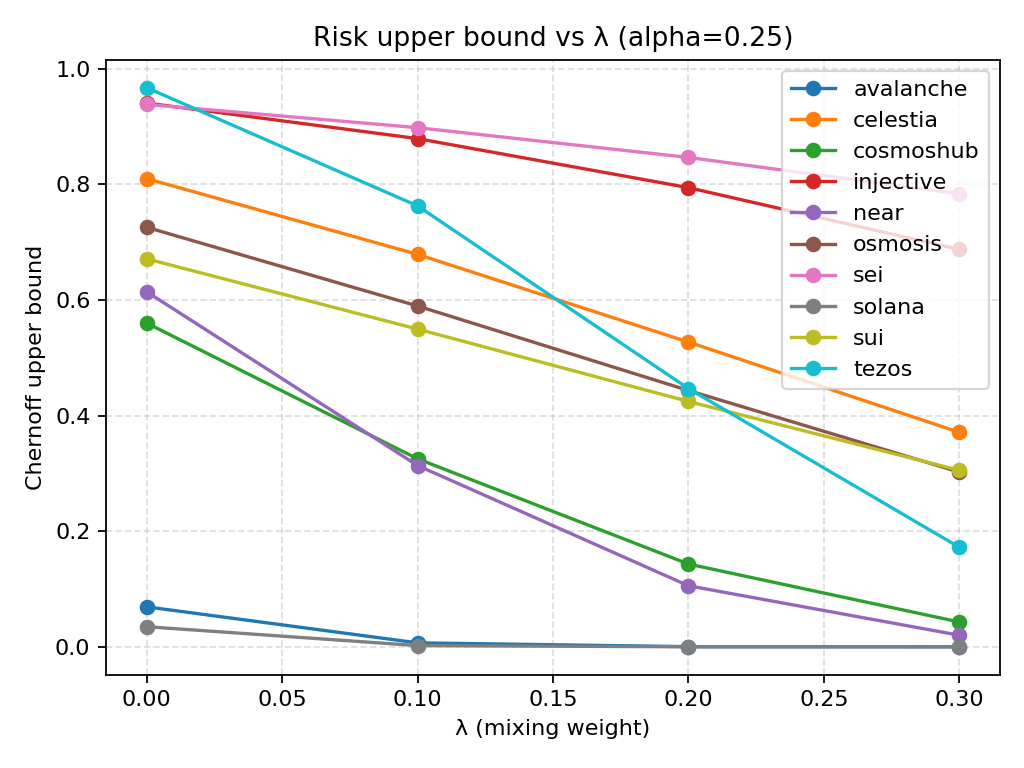 Risk upper bound vs λ (alpha=0.25)
Chernoff upper bound
1.0
0.8
0.6
0.4
0.2
0.0
avalanche
celestia
cosmoshub
injective
near
osmosis
sei
solana
sui
tezos
0.00 0.05 0.10 0.15 0.20 0.25 0.30
λ (mixing weight)